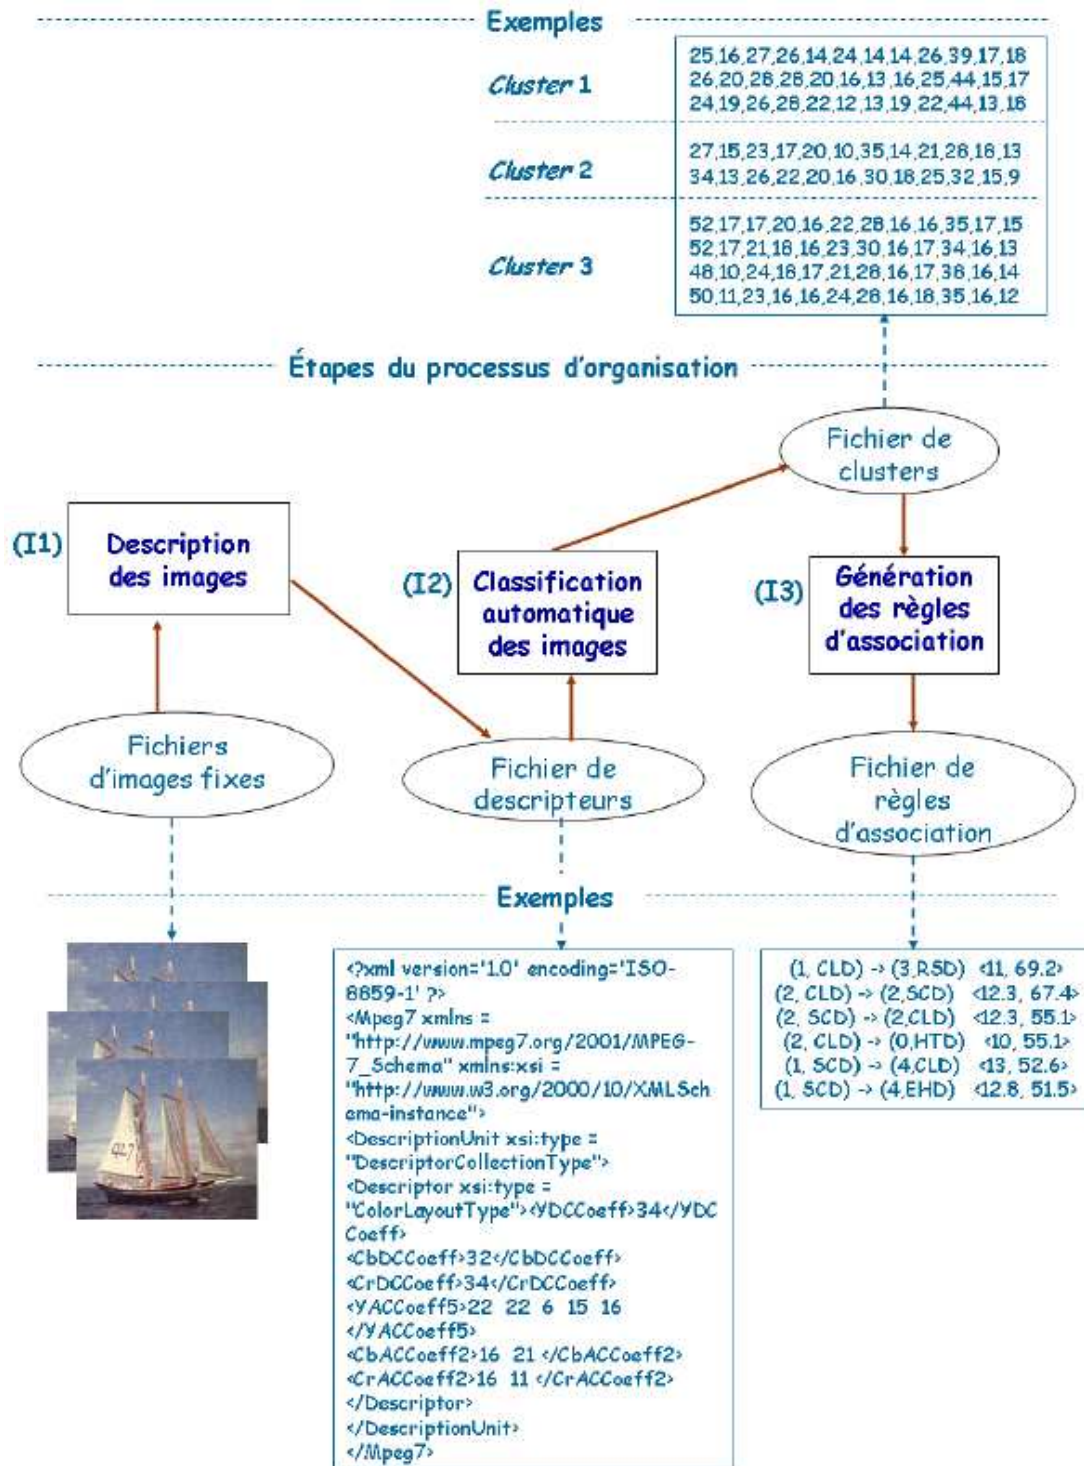 Exemples
Cluster 1
25,16,27,26,14,24,14,14,26,39,17,18
26,20,28,28,20,16,13,16,25,44,15,17
24,19,26,28,22,12,13,19,22,44,13,18
Cluster 2
27,15,23,17,20,10,35,14,21,28,18,13
34,13,26,22,20,16,30,18,25,32,15,9
Cluster 3
52,17,17,20,16,22,28,16,16,35,17,15
52,17,21,18,16,23,30,16,17,34,16,13
48,10,24,18,17,21,28,16,17,38,16,14
50,11,23,16,16,24,28,16,18,35,16,12
Étapes du processus d'organisation
Fichier de
clusters
(I1)
Description
des images
(I2)
Classification
automatique
des images
(I3)
Génération
des règles
d'association
Fichiers
d'images fixes
Fichier de
descripteurs
Fichier de
règles
d'association
Exemples
<?xml version='1.0' encoding='ISO-
8859-1' ?>
<Mpeg7 xmlns =
"http://www.mpeg7.org/2001/MPEG-
7_Schema" xmlns:xsi =
"http://www.w3.org/2000/10/XMLSch
ema-instance">
<DescriptionUnit xsi:type =
"DescriptorCollectionType">
<Descriptor xsi:type =
"ColorLayoutType"><YDCCoeff>34</YDC
Coeff>
<CbDCCoeff>32</CbDCCoeff>
<CrDCCoeff>34</CrDCCoeff>
<YACCoeff5>22 22 6 15 16
</YACCoeff5>
<CbACCoeff2>16 21 </CbACCoeff2>
<CrACCoeff2>16 11 </CrACCoeff2>
</Descriptor>
</DescriptionUnit>
</Mpeg7>
(1, CLD) -> (3,RSD) <11, 69.2>
(2, CLD) -> (2,SCD) <12.3, 67.4>
(2, SCD) -> (2,CLD) <12.3, 55.1>
(2, CLD) -> (0,HTD) <10, 55.1>
(1, SCD) -> (4,CLD) <13, 52.6>
(1, SCD) -> (4,EHD) <12.8, 51.5>